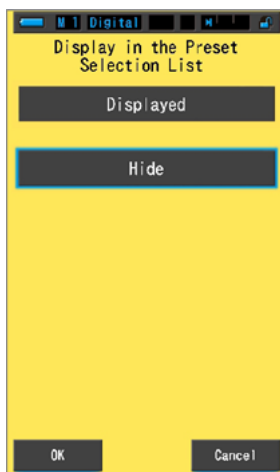 M 1 Digital
Display in the Preset
Selection List
Displayed
Hide
OK
Cancel